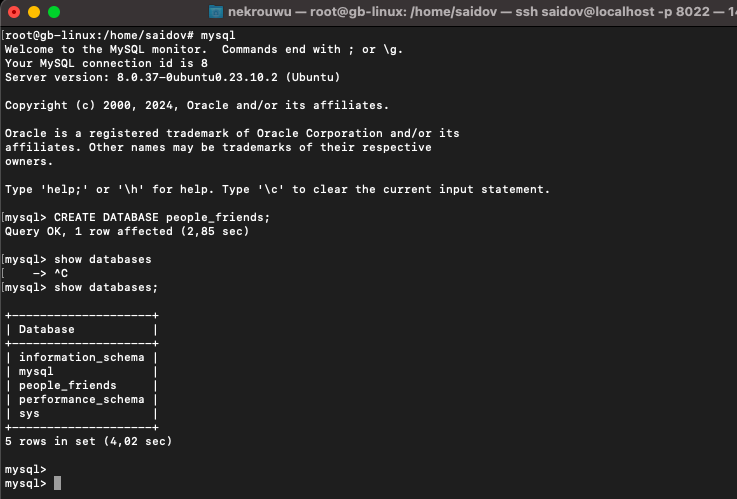 nekrouwu — root@gb-linux: /home/saidov — ssh saidov@localhost -p 8022 —
[root@gb-linux:/home/saidov# mysql
Welcome to the MySQL monitor.  Commands end with ; or \g.
Your MySQL connection id is 8
Server version: 8.0.37-0ubuntu0.23.10.2 (Ubuntu)
Copyright (c) 2000, 2024, Oracle and/or its affiliates.
Oracle is a registered trademark of Oracle Corporation and/or its
affiliates. Other names may be trademarks of their respective
owners.
Type 'help;' or '\h' for help. Type '\c' to clear the current input statement.
[mysql> CREATE DATABASE people_friends;
Query OK, 1 row affected (2,85 sec)
[mysql> show databases
[    -> ^C
[mysql> show databases;
+--------------------+
| Database           |
+--------------------+
| information_schema |
| mysql              |
| people_friends     |
| performance_schema |
| sys                |
+--------------------+
5 rows in set (4,02 sec)
mysql>
mysql>